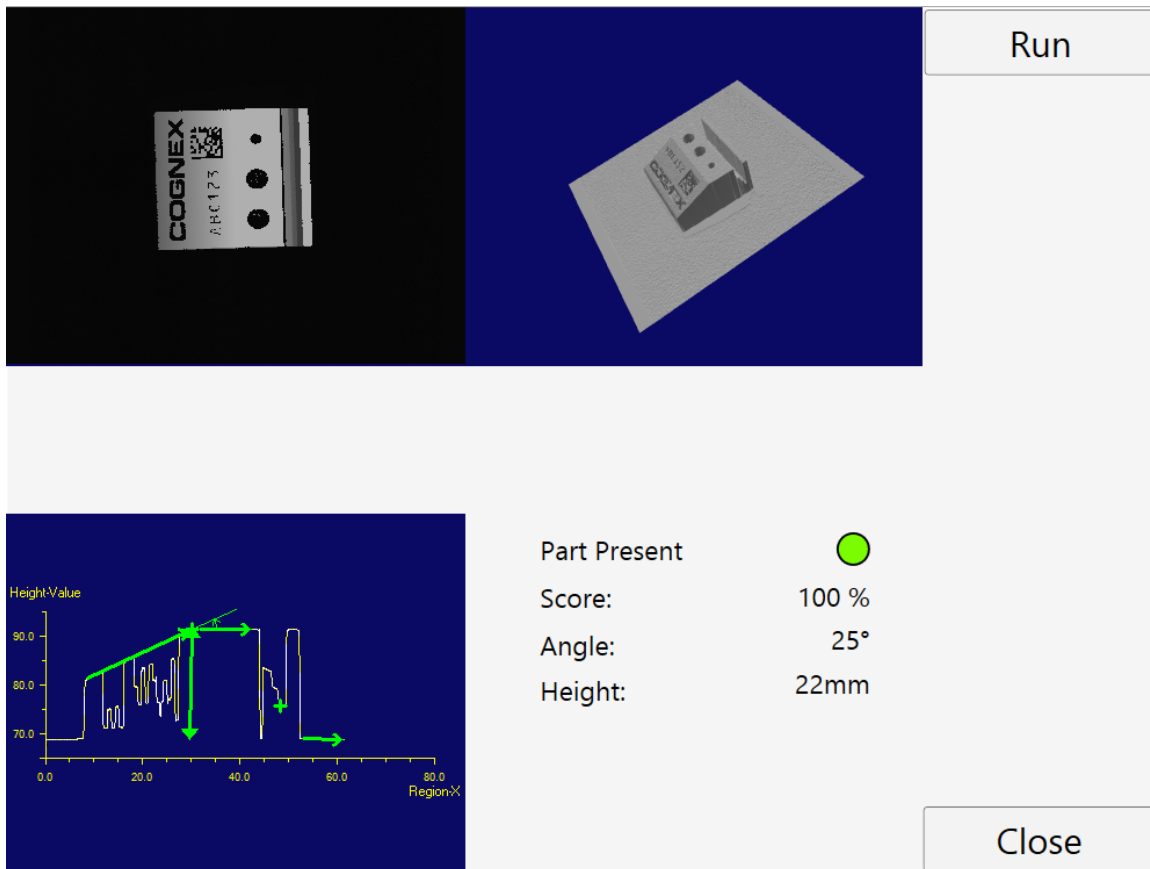 Run
COGNEX
ABC123
COGNEX
Height-Value
90.0
80.0
70.0
0.0 20.0 40.0 60.0 80.0
Region-X
Part Present
Score: 100 %
Angle: 25°
Height: 22mm
Close